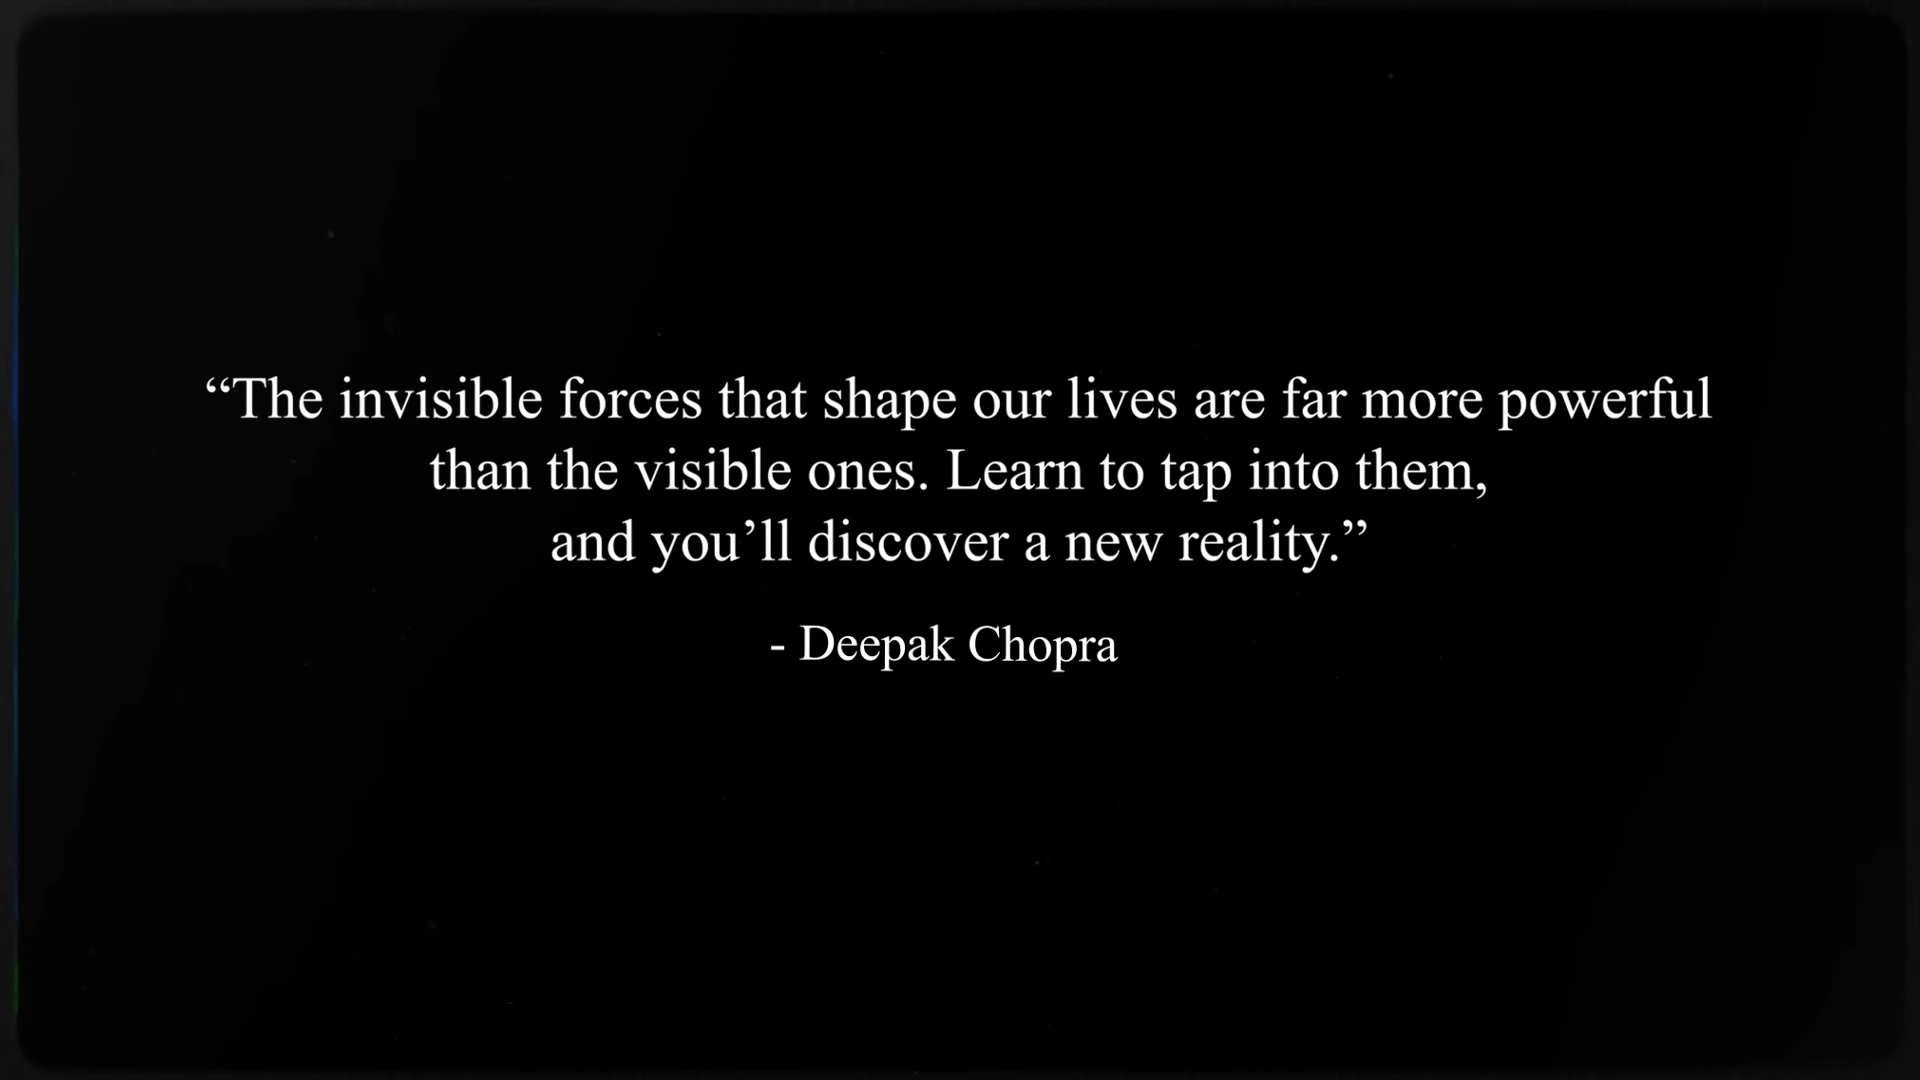 “The invisible forces that shape our lives are far more powerful
than the visible ones. Learn to tap into them,
and you’ll discover a new reality.”
- Deepak Chopra